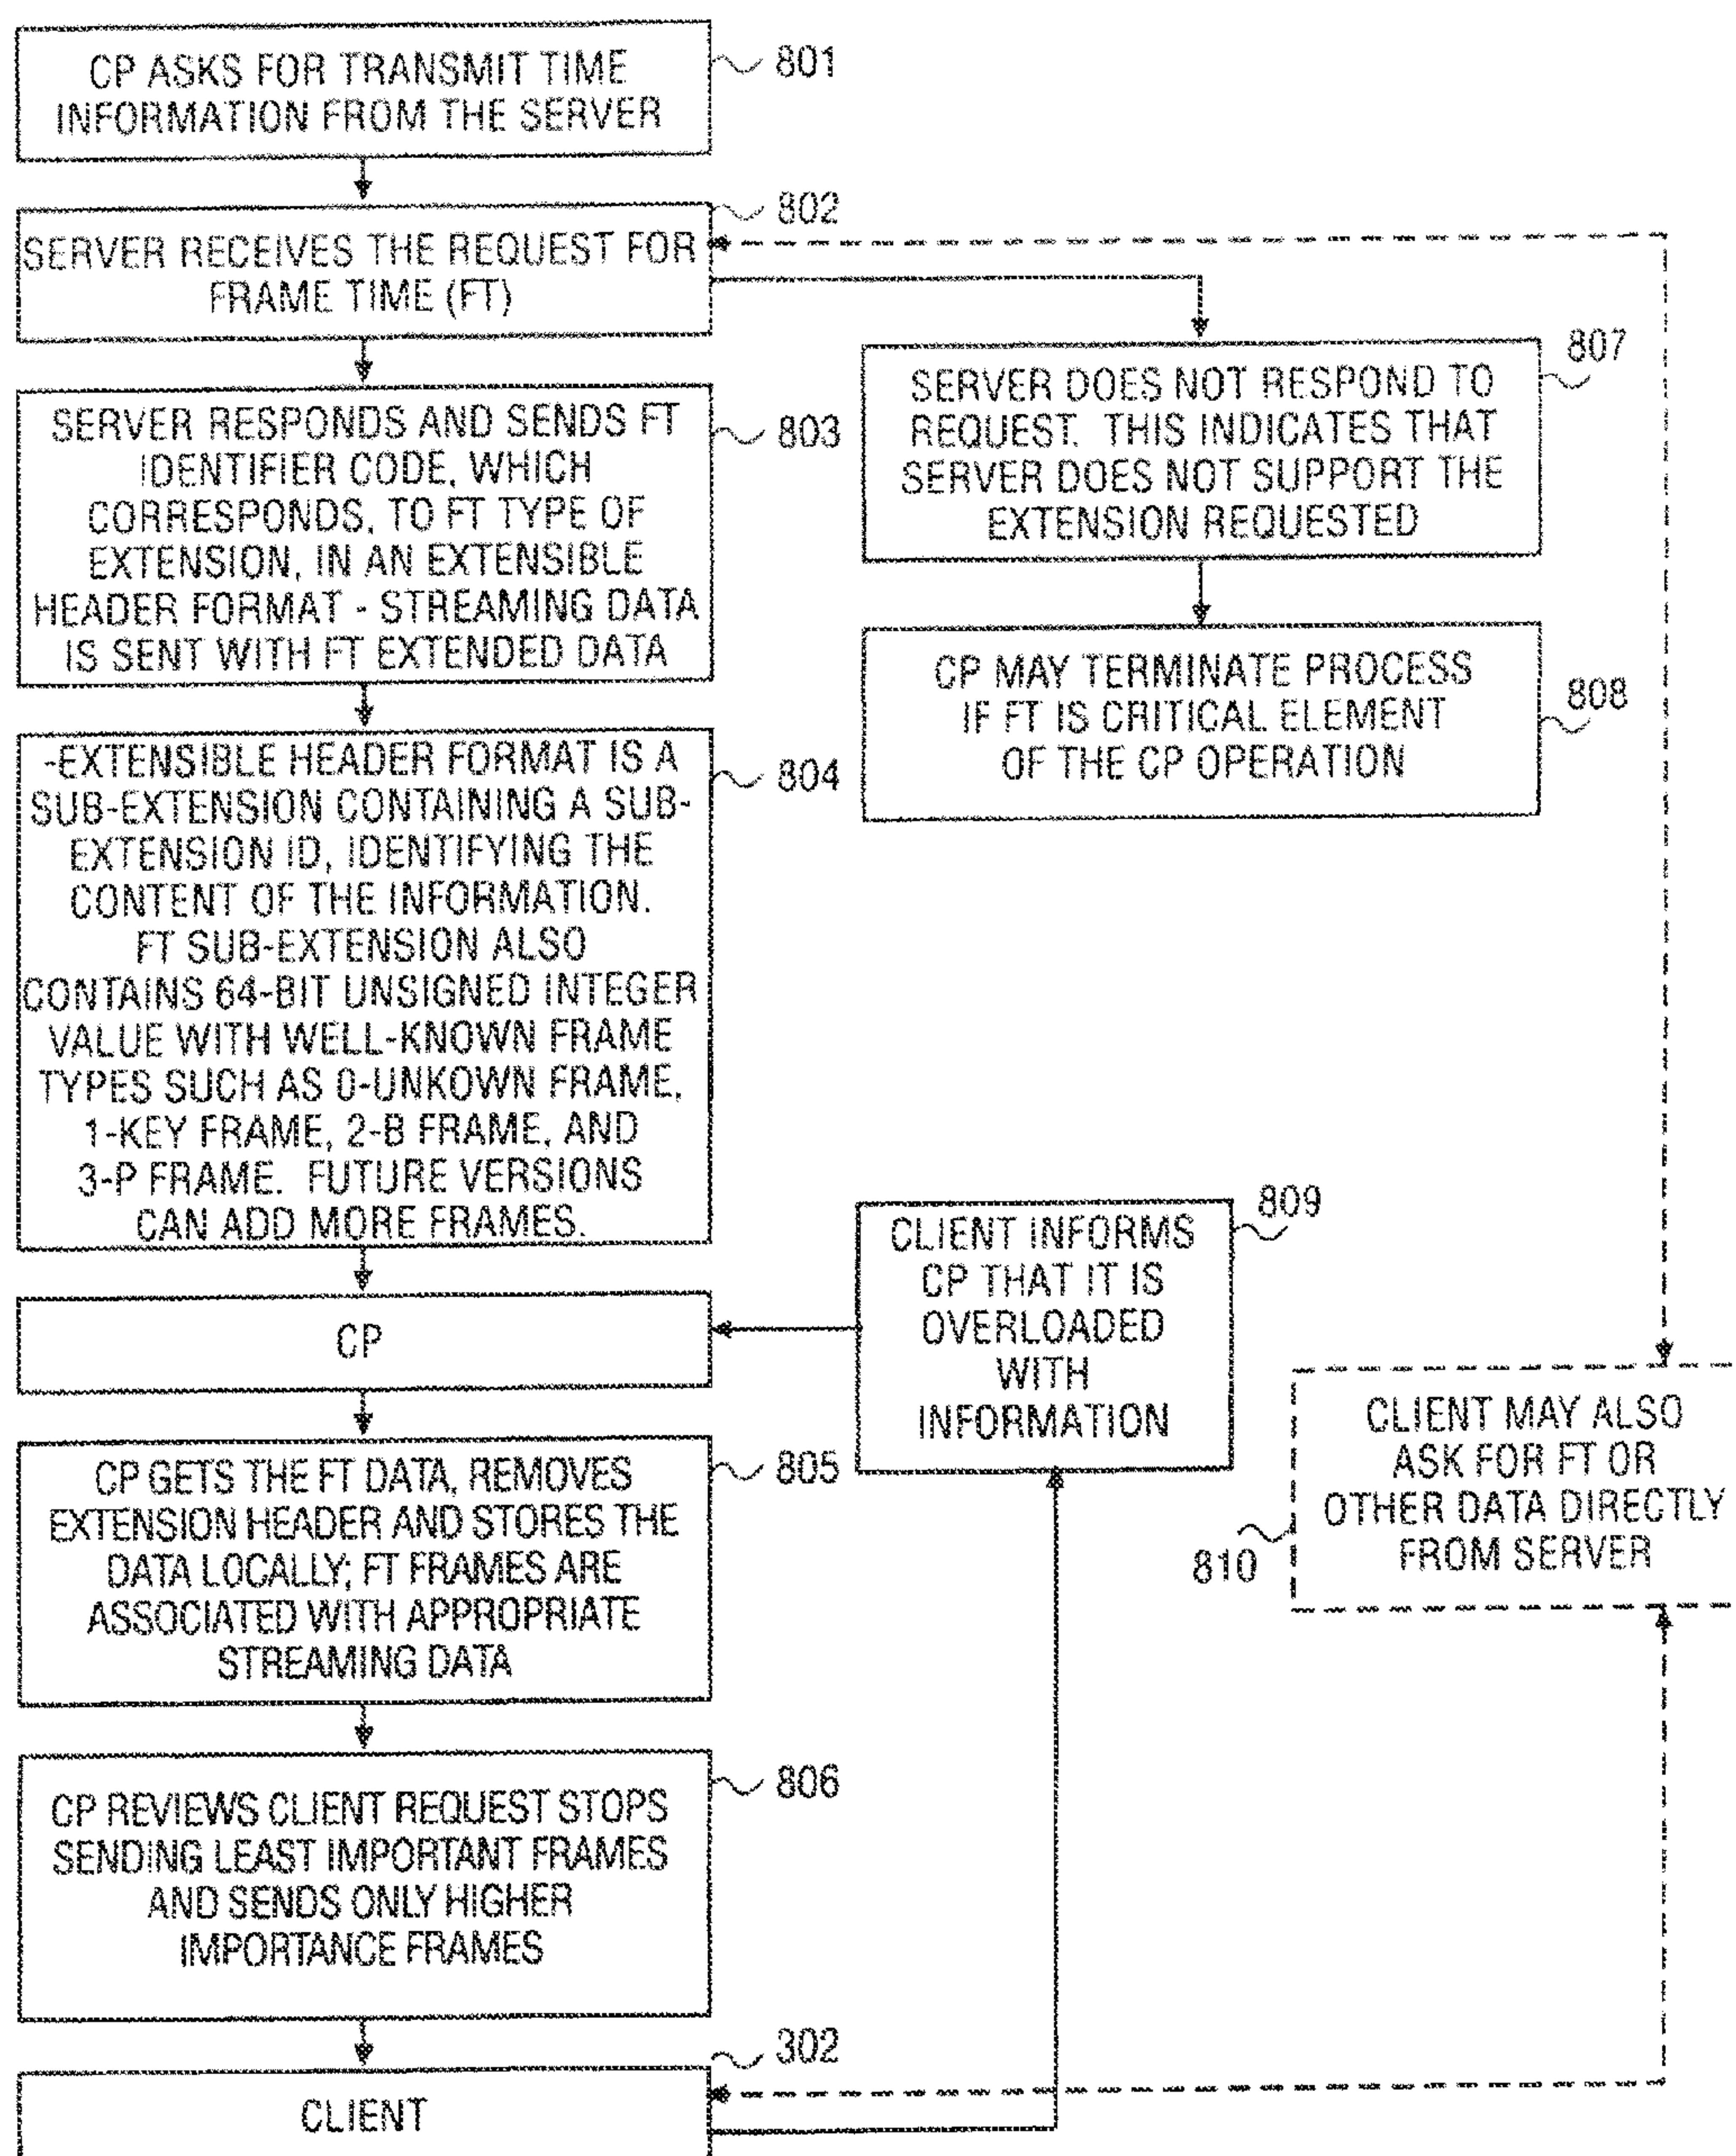 CP ASKS FOR TRANSMIT TIME
INFORMATION FROM THE SERVER
801
SERVER RECEIVES THE REQUEST FOR
FRAME TIME (FT)
802
SERVER RESPONDS AND SENDS FT
IDENTIFIER CODE, WHICH
CORRESPONDS, TO FT TYPE OF
EXTENSION, IN AN EXTENSIBLE
HEADER FORMAT - STREAMING DATA
IS SENT WITH FT EXTENDED DATA
803
SERVER DOES NOT RESPOND TO
REQUEST. THIS INDICATES THAT
SERVER DOES NOT SUPPORT THE
EXTENSION REQUESTED
807
CP MAY TERMINATE PROCESS
IF FT IS CRITICAL ELEMENT
OF THE CP OPERATION
808
-EXTENSIBLE HEADER FORMAT IS A
SUB-EXTENSION CONTAINING A SUB-
EXTENSION ID, IDENTIFYING THE
CONTENT OF THE INFORMATION.
FT SUB-EXTENSION ALSO
CONTAINS 64-BIT UNSIGNED INTEGER
VALUE WITH WELL-KNOWN FRAME
TYPES SUCH AS 0-UNKOWN FRAME,
1-KEY FRAME, 2-B FRAME, AND
3-P FRAME. FUTURE VERSIONS
CAN ADD MORE FRAMES.
804
CP
CLIENT INFORMS
CP THAT IT IS
OVERLOADED
WITH
INFORMATION
809
CLIENT MAY ALSO
ASK FOR FT OR
OTHER DATA DIRECTLY
FROM SERVER
810
CP GETS THE FT DATA, REMOVES
EXTENSION HEADER AND STORES THE
DATA LOCALLY; FT FRAMES ARE
ASSOCIATED WITH APPROPRIATE
STREAMING DATA
805
CP REVIEWS CLIENT REQUEST STOPS
SENDING LEAST IMPORTANT FRAMES
AND SENDS ONLY HIGHER
IMPORTANCE FRAMES
806
CLIENT
302